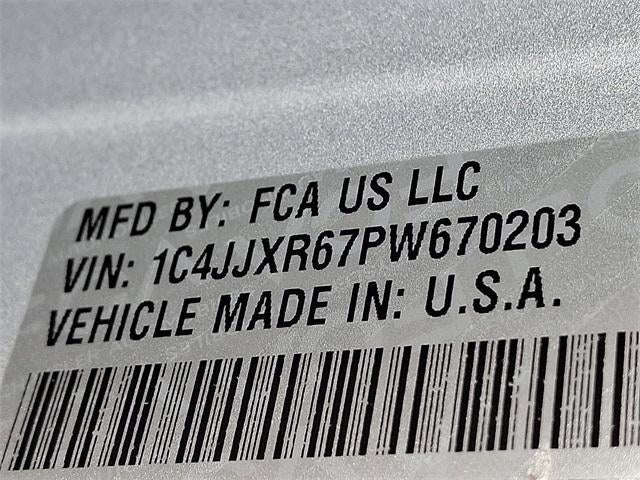 MFD BY: FCA US LLC
VIN: 1C4JJXR67PW670203
VEHICLE MADE IN: U.S.A.